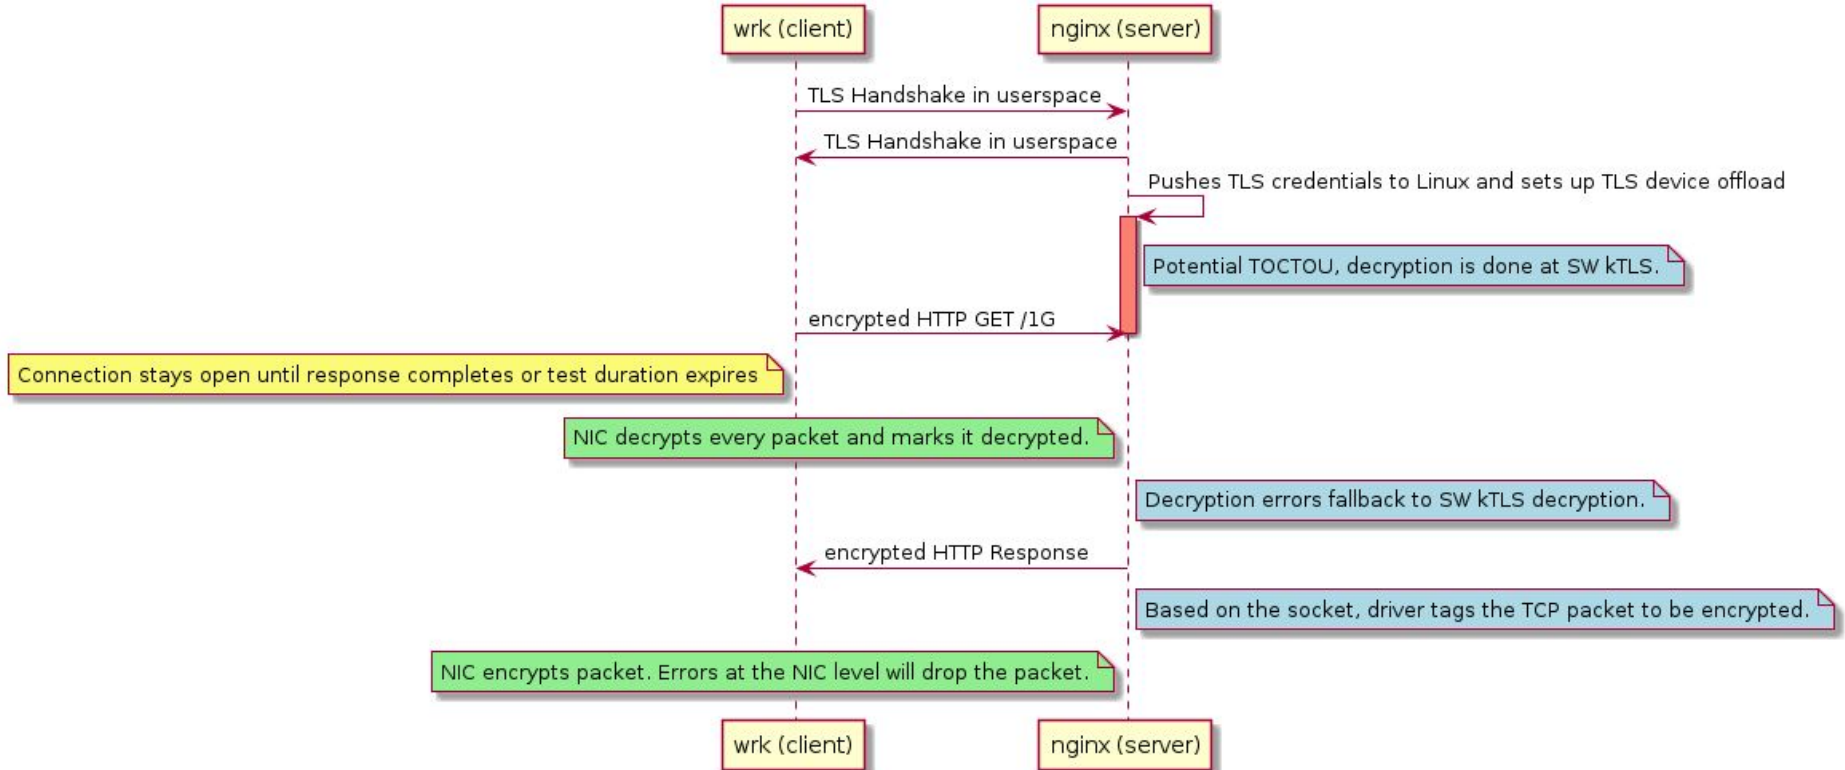 wrk (client)
nginx (server)
TLS Handshake in userspace
TLS Handshake in userspace
Pushes TLS credentials to Linux and sets up TLS device offload
Potential TOCTOU, decryption is done at SW kTLS.
encrypted HTTP GET /1G
Connection stays open until response completes or test duration expires
NIC decrypts every packet and marks it decrypted.
Decryption errors fallback to SW kTLS decryption.
encrypted HTTP Response
Based on the socket, driver tags the TCP packet to be encrypted.
NIC encrypts packet. Errors at the NIC level will drop the packet.
wrk (client)
nginx (server)